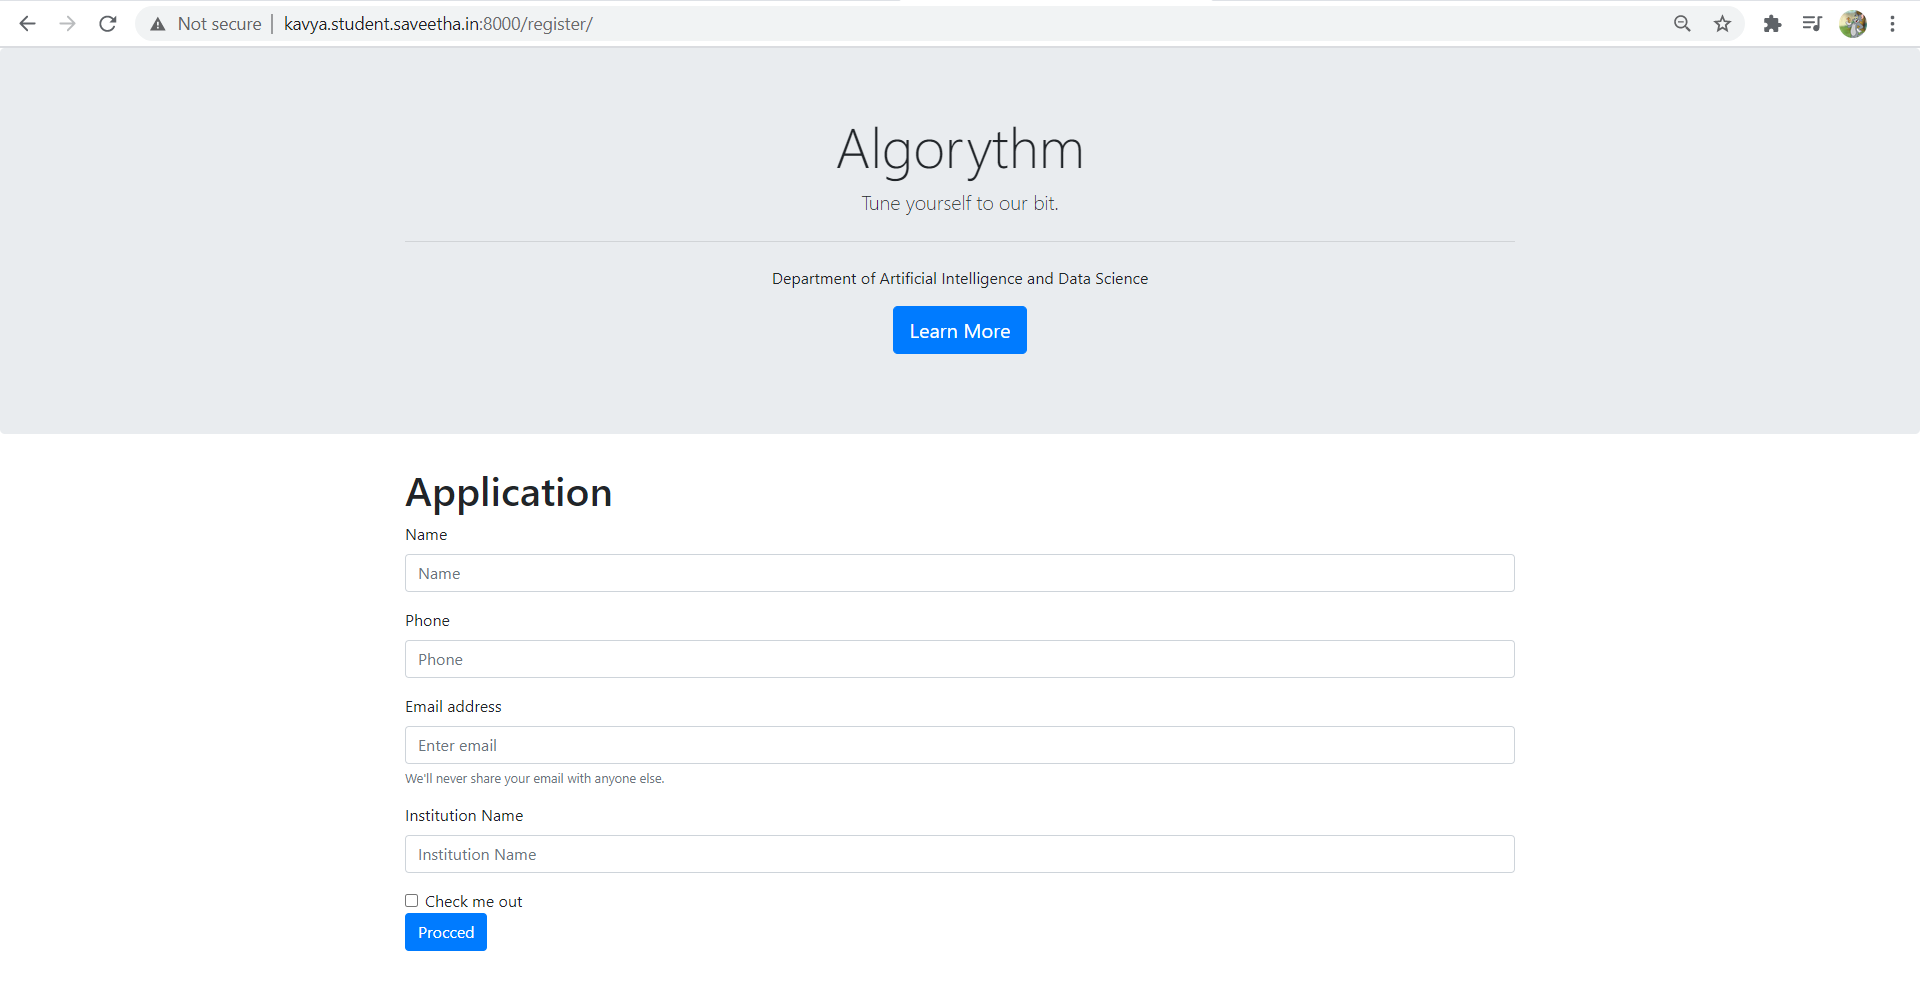 Not secure | kavya.student.saveetha.in:8000/register/
Algorythm
Tune yourself to our bit.
Department of Artificial Intelligence and Data Science
Learn More
Application
Name
Name
Phone
Phone
Email address
Enter email
We'll never share your email with anyone else.
Institution Name
Institution Name
Check me out
Procced